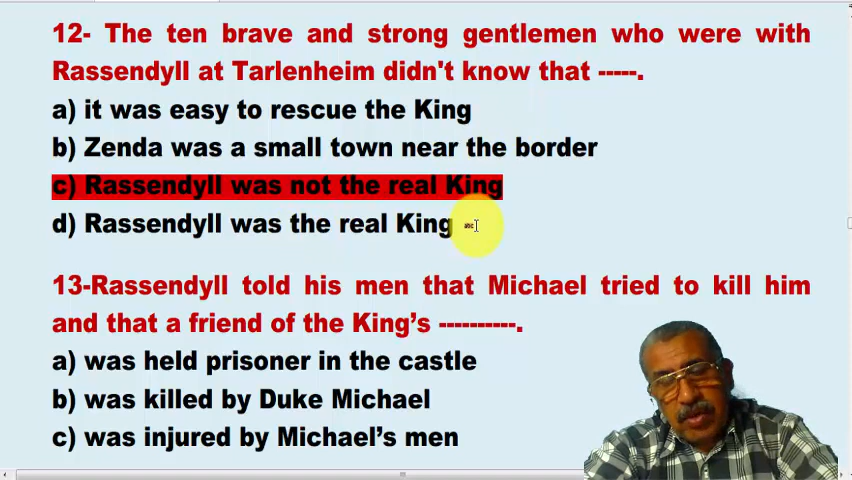 12- The ten brave and strong gentlemen who were with
Rassendyll at Tarlenheim didn't know that -----.
a) it was easy to rescue the King
b) Zenda was a small town near the border
c) Rassendyll was not the real King
d) Rassendyll was the real King
13-Rassendyll told his men that Michael tried to kill him
and that a friend of the King’s ----------.
a) was held prisoner in the castle
b) was killed by Duke Michael
c) was injured by Michael’s men